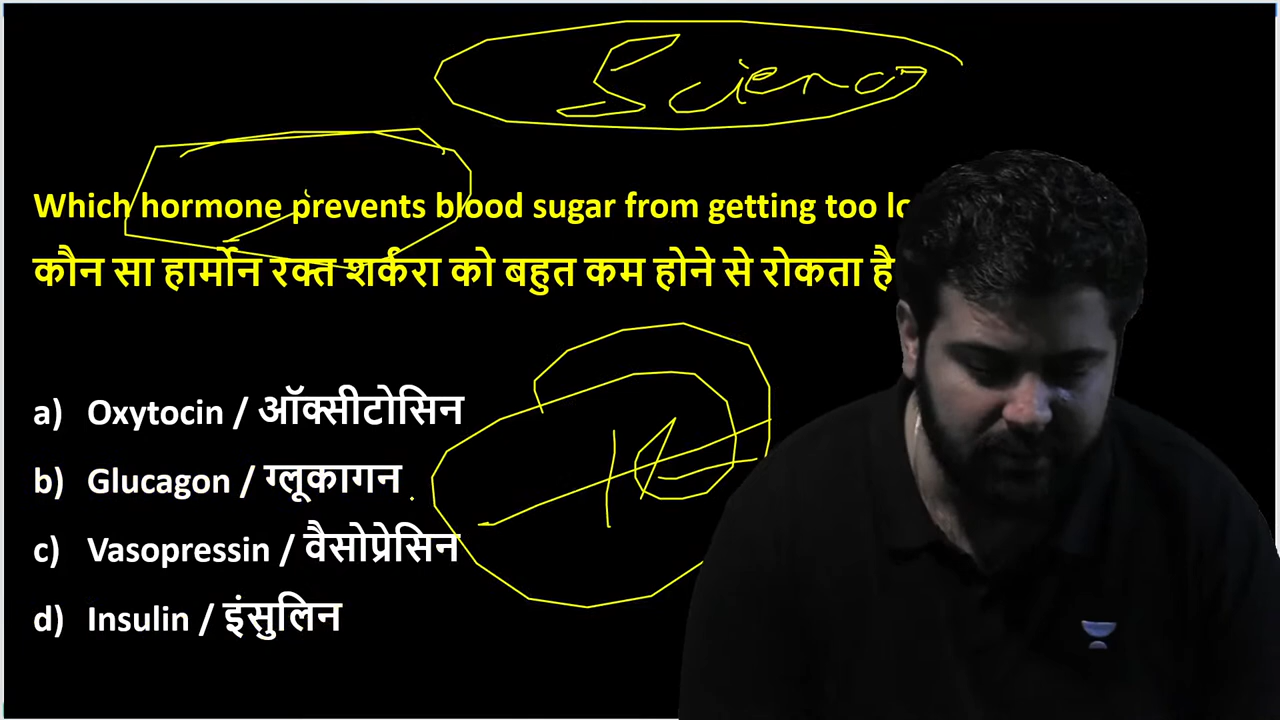 Science
Which hormone prevents blood sugar from getting too
कौन सा हार्मोन रक्त शर्करा को बहुत कम होने से रोकता है
a) Oxytocin / ऑक्सीटोसिन
b) Glucagon / ग्लूकागन
c) Vasopressin / वैसोप्रेसिन
d) Insulin / इंसुलिन